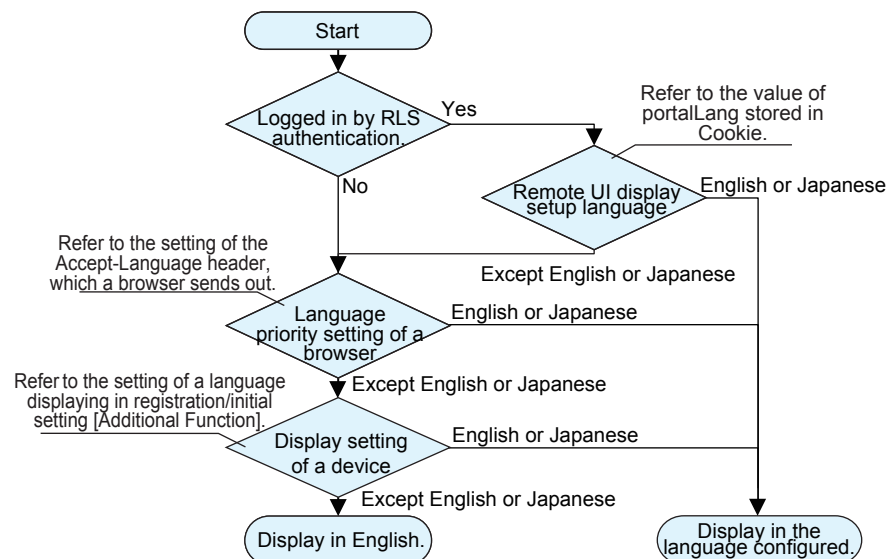 Start
Logged in by RLS
authentication.
Yes
Refer to the value of
portalLang stored in
Cookie.
No
Remote UI display
setup language
English or Japanese
Refer to the setting of the
Accept-Language header,
which a browser sends out.
Except English or Japanese
Language
priority setting of a
browser
English or Japanese
Refer to the setting of a language
displaying in registration/initial
setting [Additional Function].
Except English or Japanese
Display setting
of a device
English or Japanese
Except English or Japanese
Display in English.
Display in the
language configured.